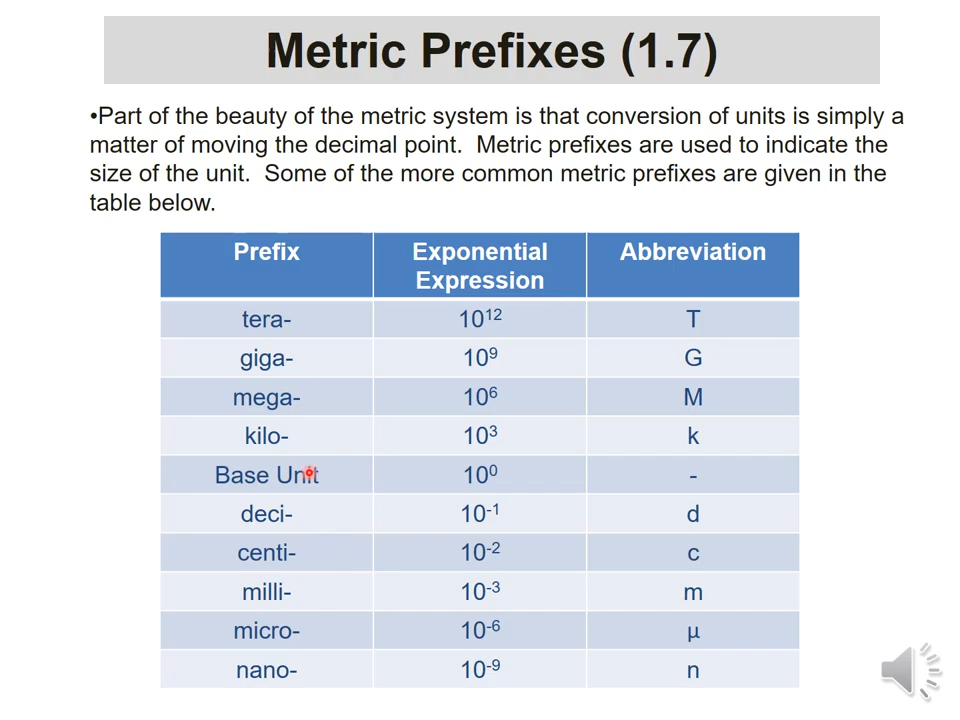 Metric Prefixes (1.7)
•Part of the beauty of the metric system is that conversion of units is simply a
matter of moving the decimal point.  Metric prefixes are used to indicate the
size of the unit.  Some of the more common metric prefixes are given in the
table below.
Prefix Exponential Expression Abbreviation
tera- 10¹² T
giga- 10⁹ G
mega- 10⁶ M
kilo- 10³ k
Base Unit 10⁰ -
deci- 10⁻¹ d
centi- 10⁻² c
milli- 10⁻³ m
micro- 10⁻⁶ µ
nano- 10⁻⁹ n